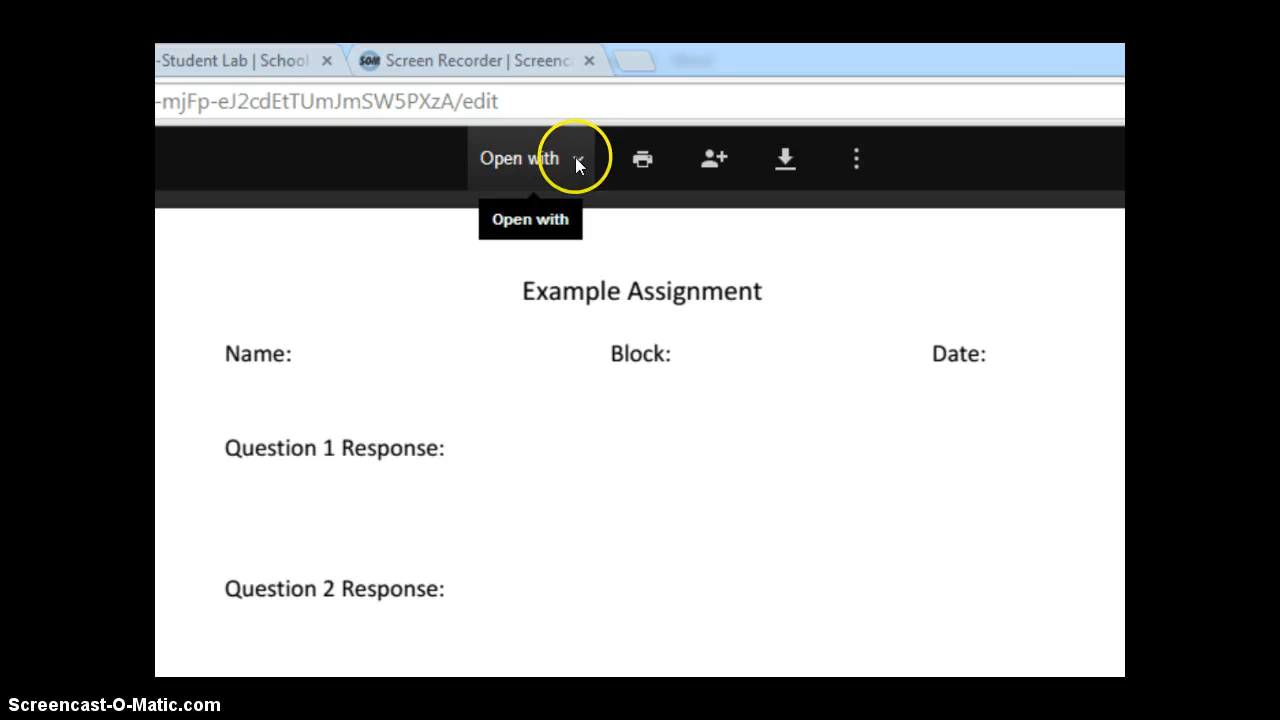 -Student Lab | School
Screen Recorder | Screenc
-mjFp-eJ2cdEtTUmJmSW5PXzA/edit
Open with
Open with
Example Assignment
Name: Block: Date:
Question 1 Response:
Question 2 Response:
Screencast-O-Matic.com